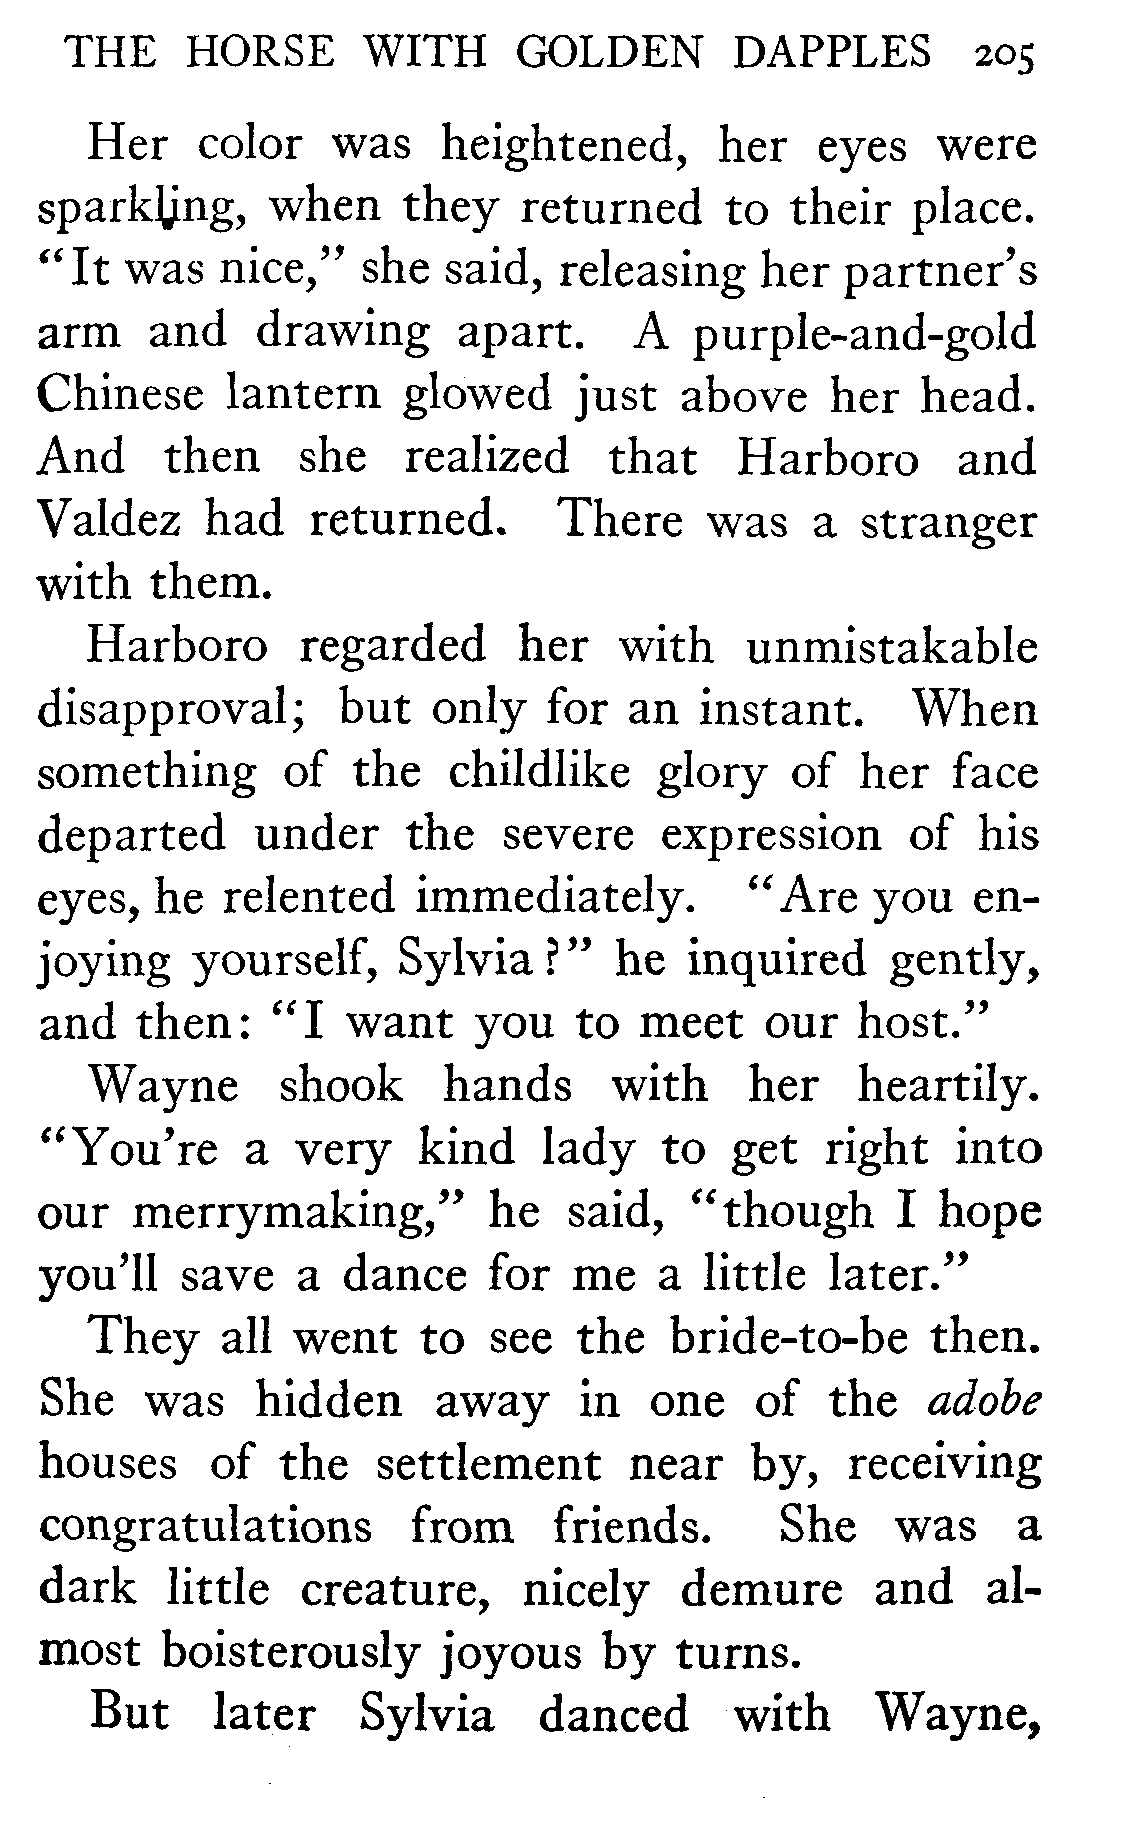 THE HORSE WITH GOLDEN DAPPLES 205
Her color was heightened, her eyes were
sparkling, when they returned to their place.
“It was nice,” she said, releasing her partner’s
arm and drawing apart. A purple-and-gold
Chinese lantern glowed just above her head.
And then she realized that Harboro and
Valdez had returned. There was a stranger
with them.
Harboro regarded her with unmistakable
disapproval; but only for an instant. When
something of the childlike glory of her face
departed under the severe expression of his
eyes, he relented immediately. “Are you en-
joying yourself, Sylvia?” he inquired gently,
and then: “I want you to meet our host.”
Wayne shook hands with her heartily.
“You’re a very kind lady to get right into
our merrymaking,” he said, “though I hope
you’ll save a dance for me a little later.”
They all went to see the bride-to-be then.
She was hidden away in one of the adobe
houses of the settlement near by, receiving
congratulations from friends. She was a
dark little creature, nicely demure and al-
most boisterously joyous by turns.
But later Sylvia danced with Wayne,